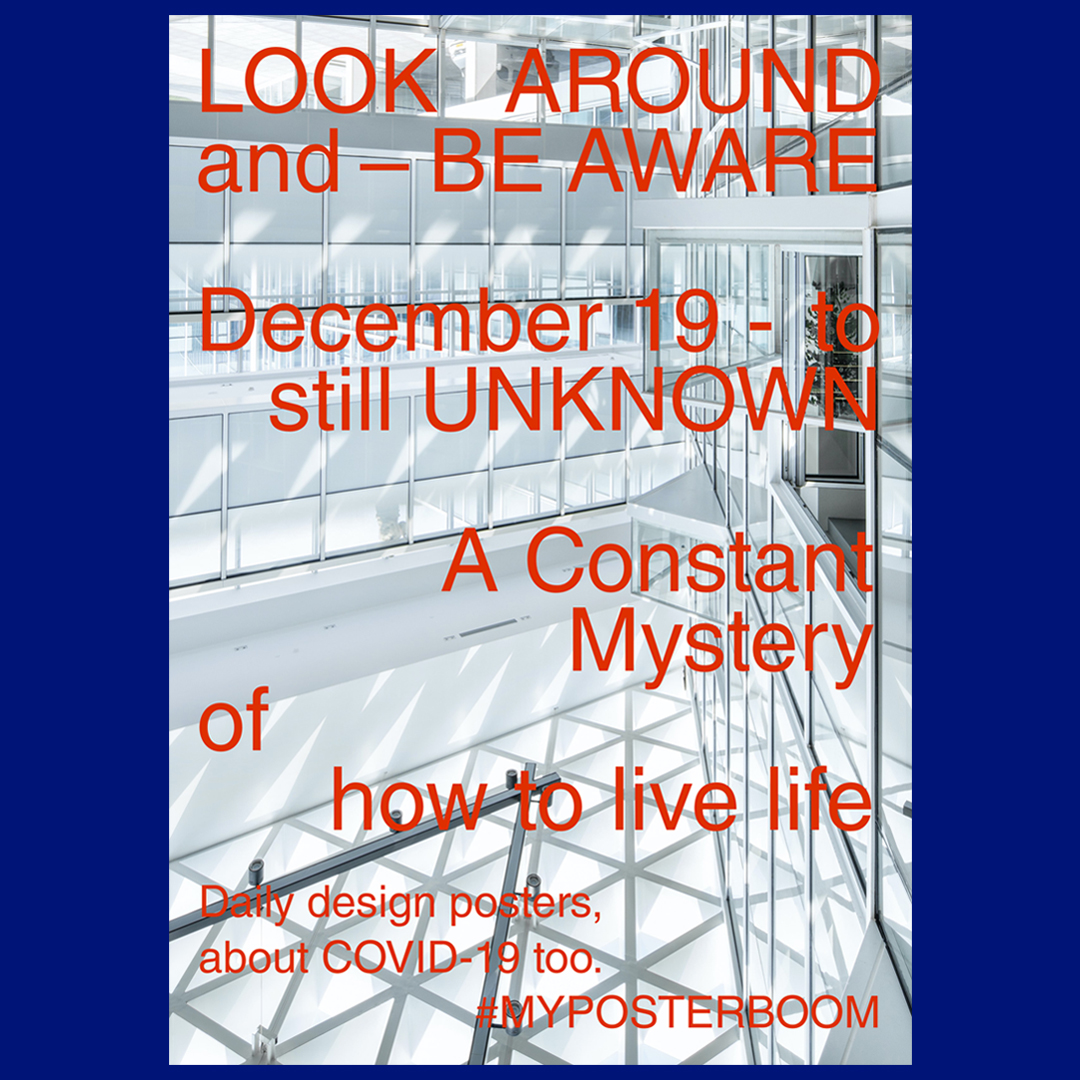 LOOK AROUND
and – BE AWARE
December 19 - to
still UNKNOWN
A Constant
Mystery
of
how to live life
Daily design posters,
about COVID-19 too.
#MYPOSTERBOOM